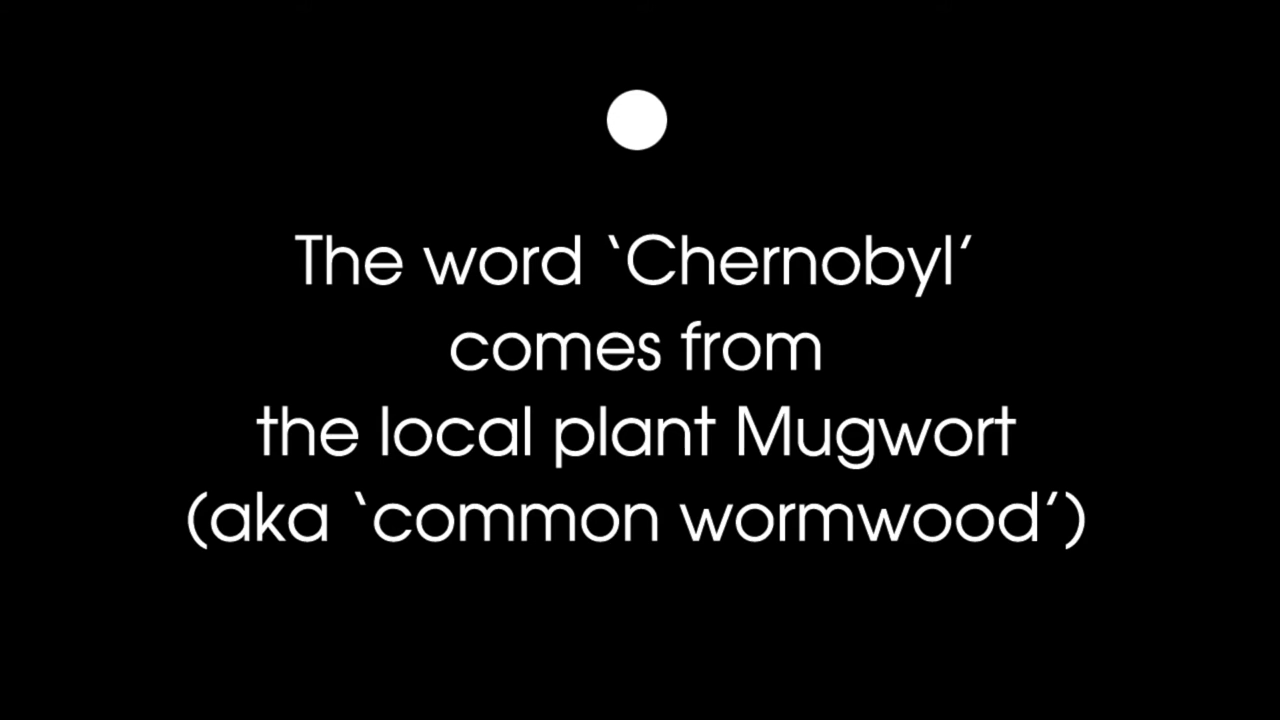 The word ‛Chernobyl’
comes from
the local plant Mugwort
(aka ‛common wormwood’)